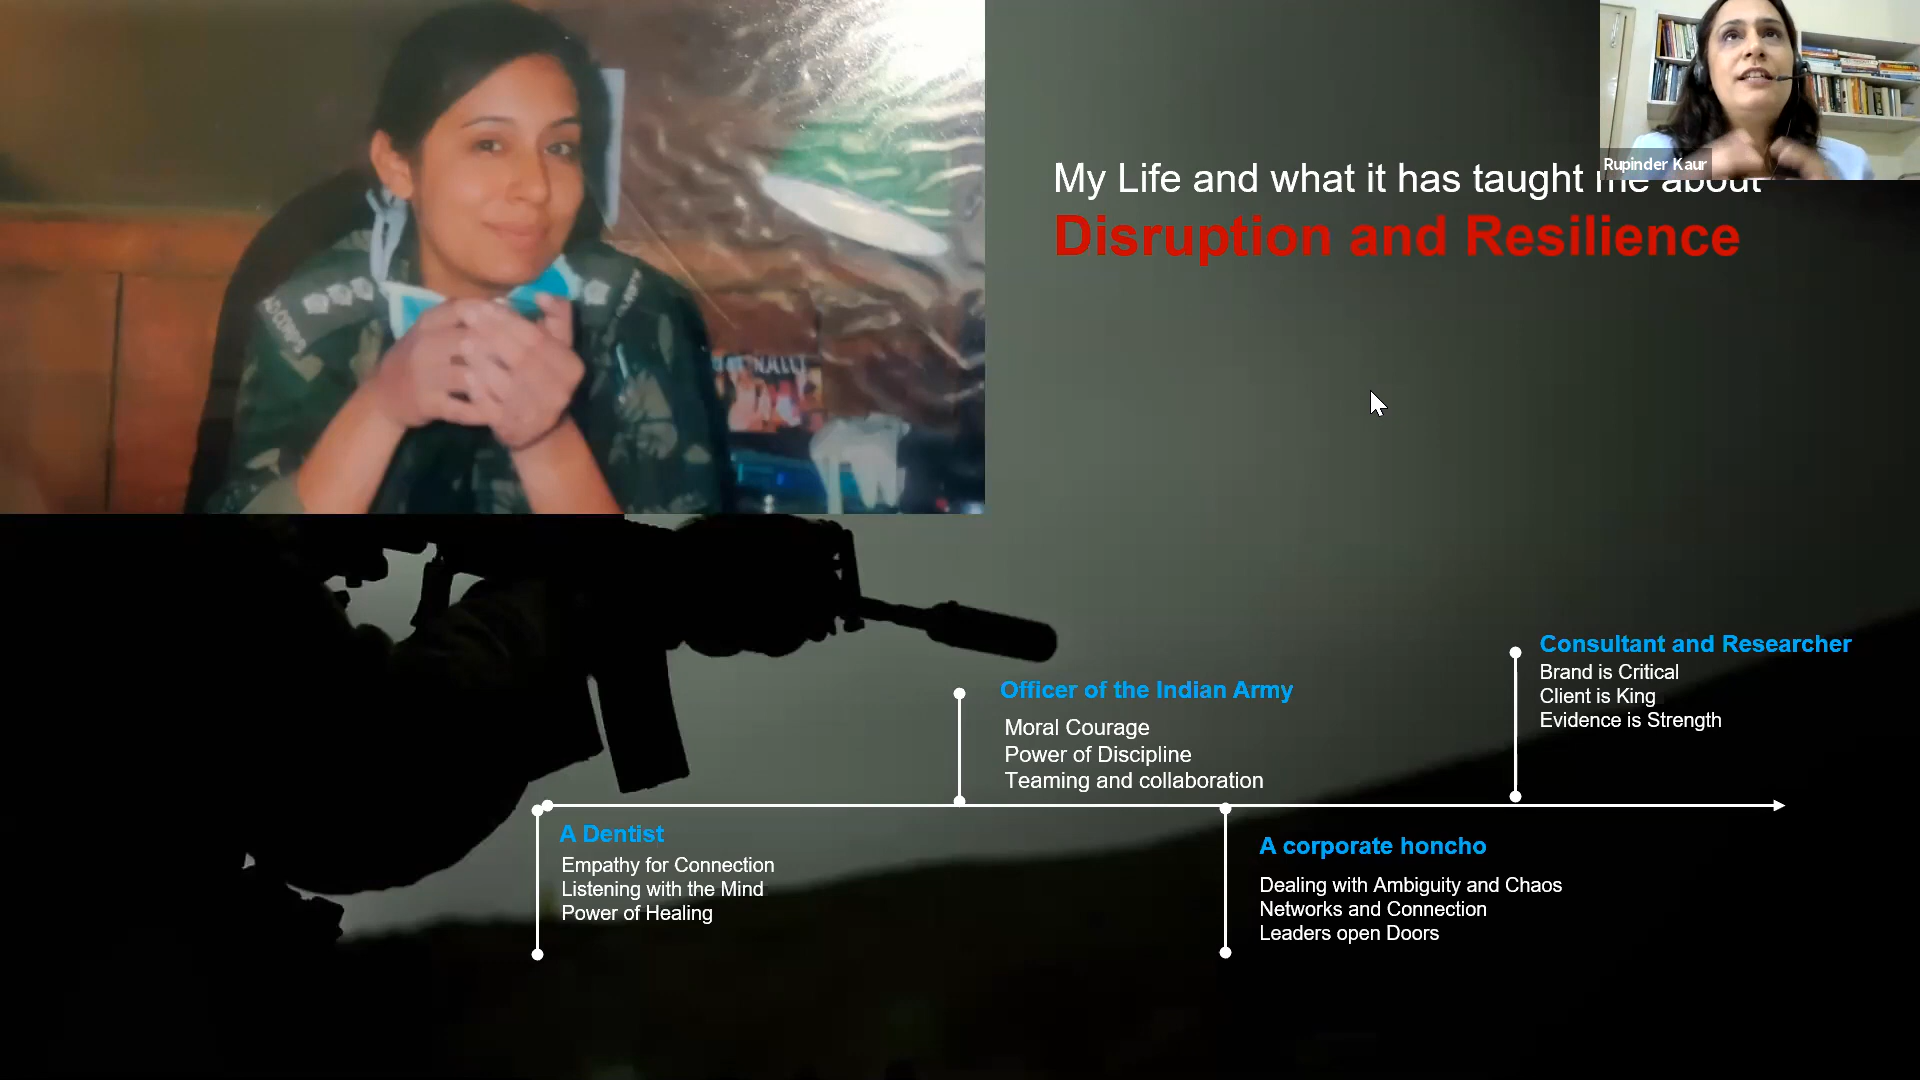 Rupinder Kaur
My Life and what it has taught me about
Disruption and Resilience
Consultant and Researcher
Brand is Critical
Client is King
Evidence is Strength
Officer of the Indian Army
Moral Courage
Power of Discipline
Teaming and collaboration
A Dentist
Empathy for Connection
Listening with the Mind
Power of Healing
A corporate honcho
Dealing with Ambiguity and Chaos
Networks and Connection
Leaders open Doors